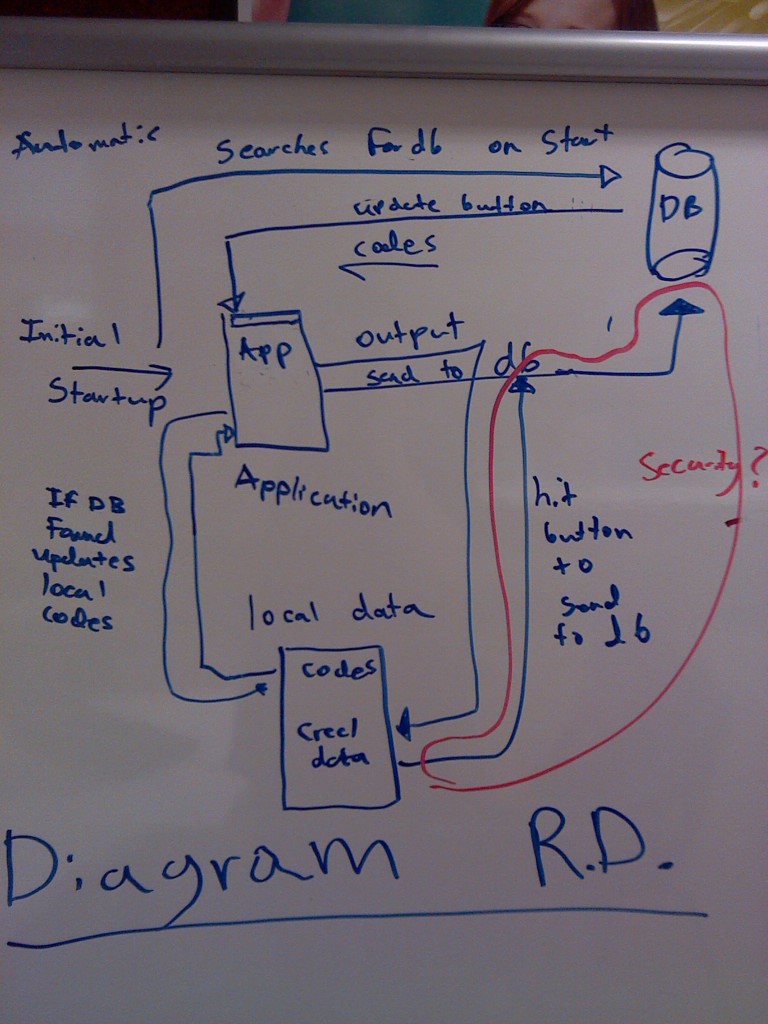 Automatic
Searches For db on Start
update button
codes
DB
Initial
Startup
App
output
send to db
Application
Security?
If DB
Found
updates
local
codes
hit
button
to
send
to db
local data
codes
Creel
data
Diagram R.D.